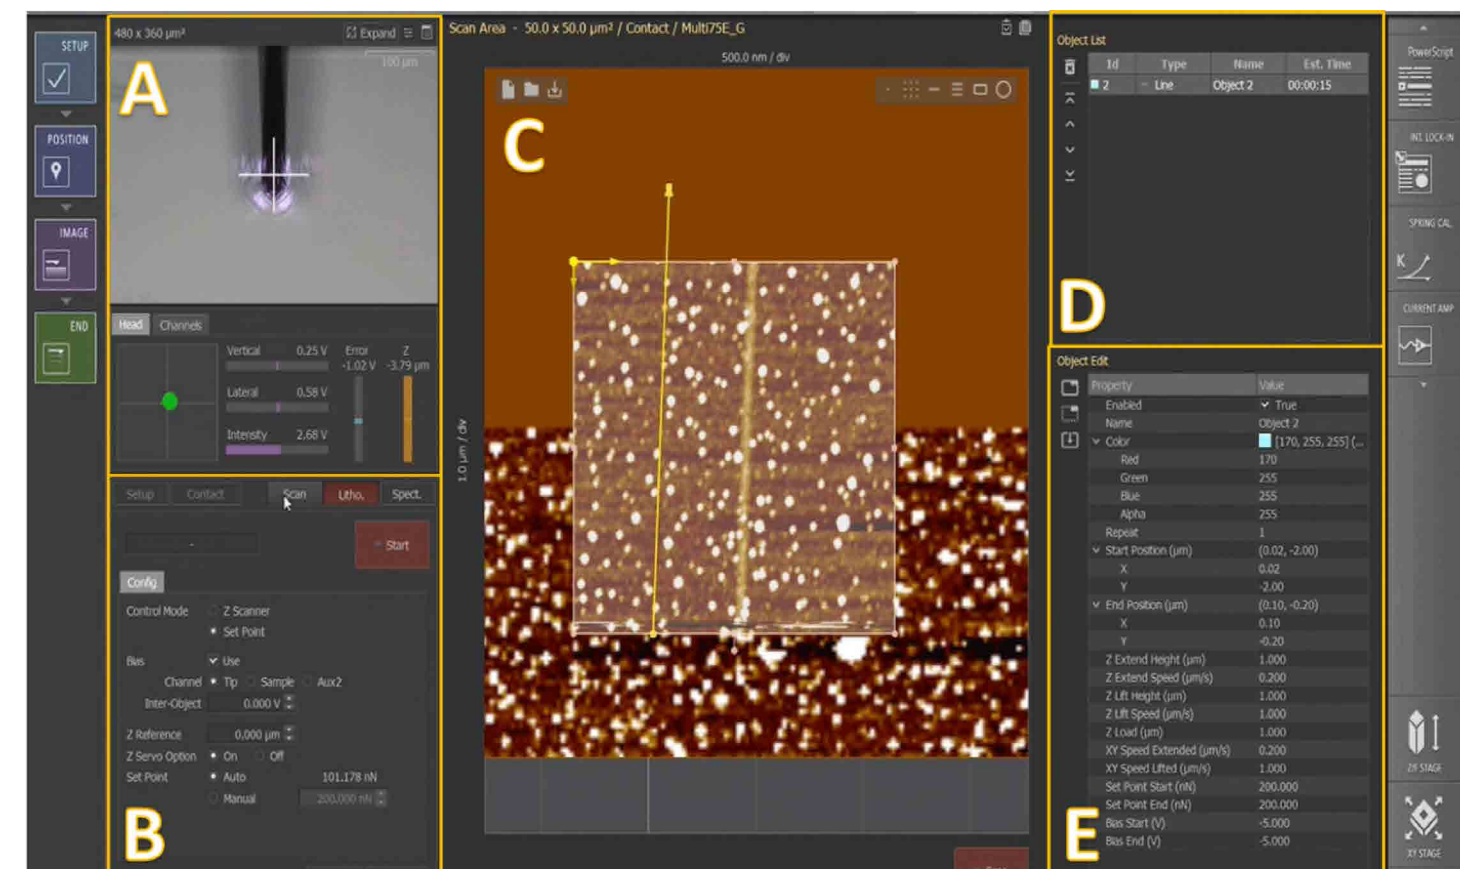 SETUP
POSITION
IMAGE
END
480 x 360 µm²
Expand
100 µm
A
Head
Channels
Vertical 0.25 V
Error
-1.02 V
Z
-3.79 µm
Lateral 0.58 V
Intensity 2.68 V
Setup
Contact
Scan
Litho.
Spect.
-
Start
Config
Control Mode Z Scanner
Set Point
Bias Use
Channel Tip Sample Aux2
Inter-Object 0.000 V
Z Reference 0.000 µm
Z Servo Option On Off
Set Point Auto 101.178 nN
Manual 200.000 nN
B
Scan Area - 50.0 x 50.0 µm² / Contact / Multi75E_G
500.0 nm / div
C
1.0 µm / div
Object List
Id Type Name Est. Time
2 Line Object 2 00:00:15
D
Object Edit
Property Value
Enabled True
Name Object 2
Color [170, 255, 255] (...
Red 170
Green 255
Blue 255
Alpha 255
Repeat 1
Start Position (µm) (0.02, -2.00)
X 0.02
Y -2.00
End Position (µm) (0.10, -0.20)
X 0.10
Y -0.20
Z Extend Height (µm) 1.000
Z Extend Speed (µm/s) 0.200
Z Lift Height (µm) 1.000
Z Lift Speed (µm/s) 1.000
Z Load (µm) 1.000
XY Speed Extended (µm/s) 0.200
XY Speed Lifted (µm/s) 1.000
Set Point Start (nN) 200.000
Set Point End (nN) 200.000
Bias Start (V) -5.000
Bias End (V) -5.000
E
PowerScript
INT. LOCK-IN
SPRING CAL.
K
CURRENT AMP
STAGE
XY STAGE